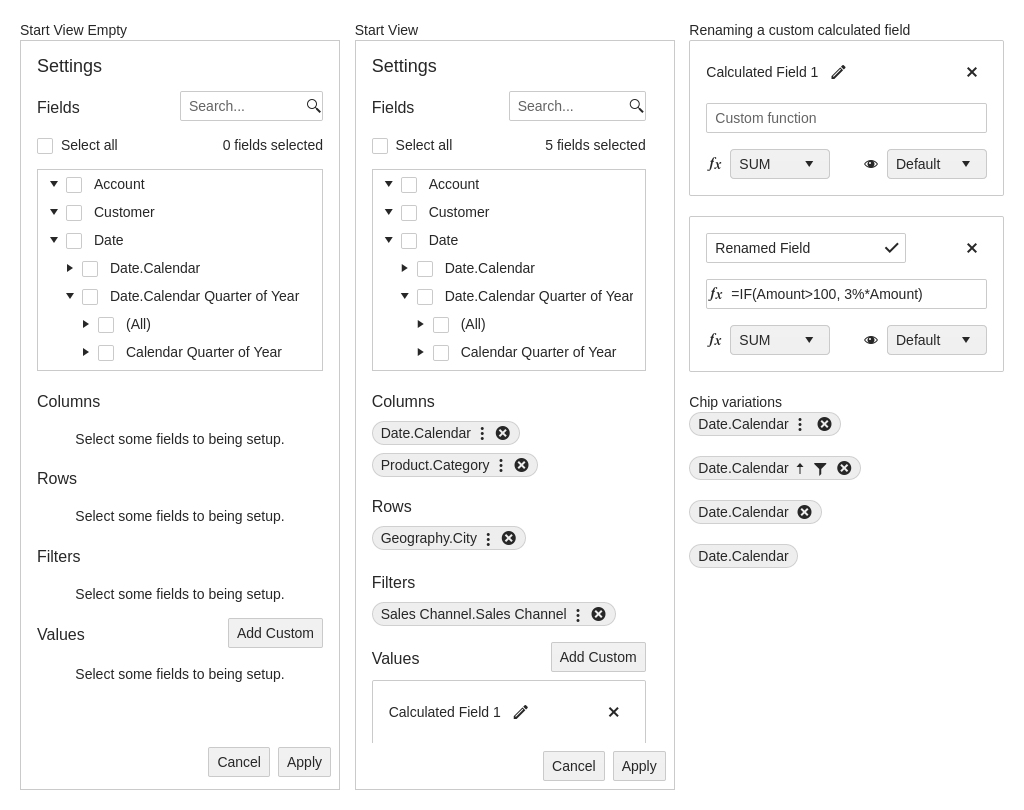 Start View Empty
Settings
Fields
Search...
Select all
0 fields selected
Account
Customer
Date
Date.Calendar
Date.Calendar Quarter of Year
(All)
Calendar Quarter of Year
Columns
Select some fields to being setup.
Rows
Select some fields to being setup.
Filters
Select some fields to being setup.
Values
Add Custom
Select some fields to being setup.
Cancel
Apply
Start View
Settings
Fields
Search...
Select all
5 fields selected
Account
Customer
Date
Date.Calendar
Date.Calendar Quarter of Year
(All)
Calendar Quarter of Year
Columns
Date.Calendar
Product.Category
Rows
Geography.City
Filters
Sales Channel.Sales Channel
Values
Add Custom
Calculated Field 1
Cancel
Apply
Renaming a custom calculated field
Calculated Field 1
Custom function
fx SUM
Default
Renamed Field
fx =IF(Amount>100, 3%*Amount)
fx SUM
Default
Chip variations
Date.Calendar
Date.Calendar
Date.Calendar
Date.Calendar